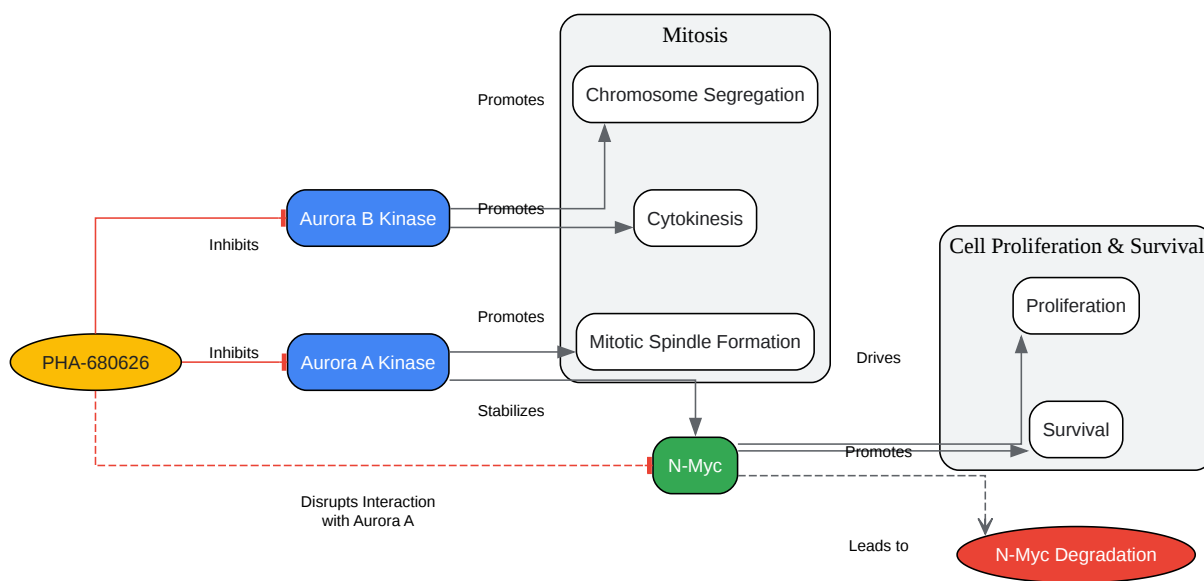 Mitosis
Promotes
Chromosome Segregation
Aurora B Kinase
Promotes
Cytokinesis
Inhibits
Cell Proliferation & Survival
Proliferation
Promotes
Mitotic Spindle Formation
PHA-680626
Inhibits
Aurora A Kinase
Drives
Stabilizes
Survival
N-Myc
Promotes
Disrupts Interaction
with Aurora A
Leads to
N-Myc Degradation